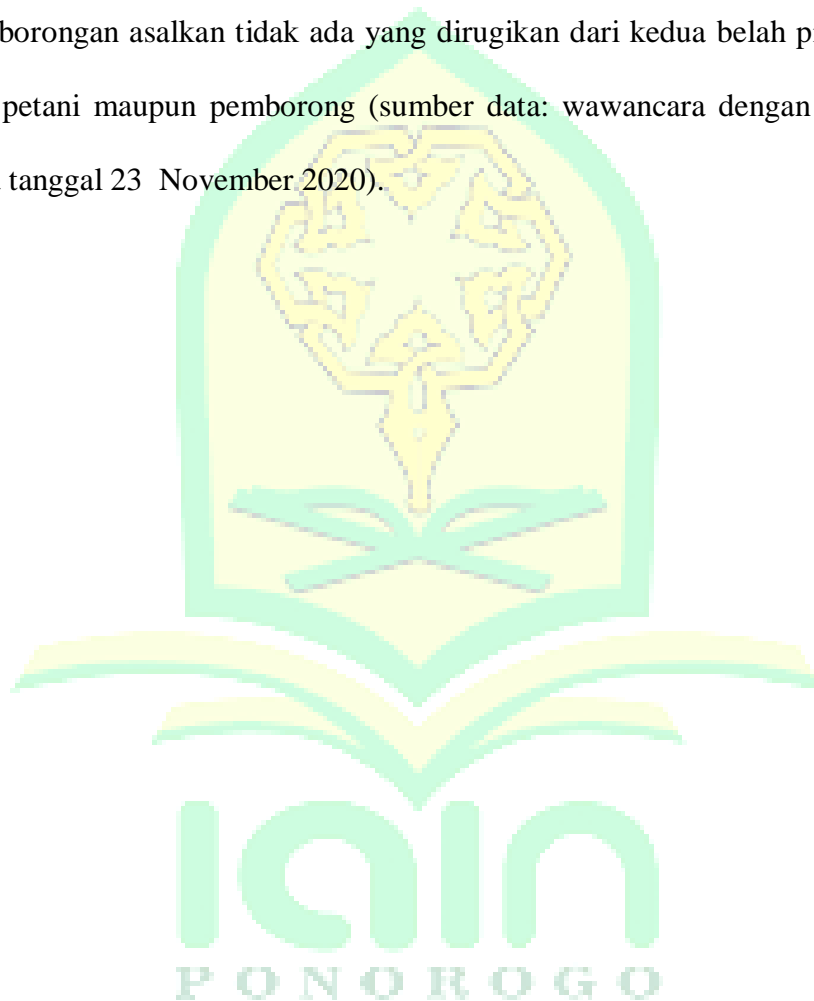 borongan asalkan tidak ada yang dirugikan dari kedua belah
petani maupun pemborong (sumber data: wawancara dengan
tanggal 23 November 2020).
IAIN
PONOROGO